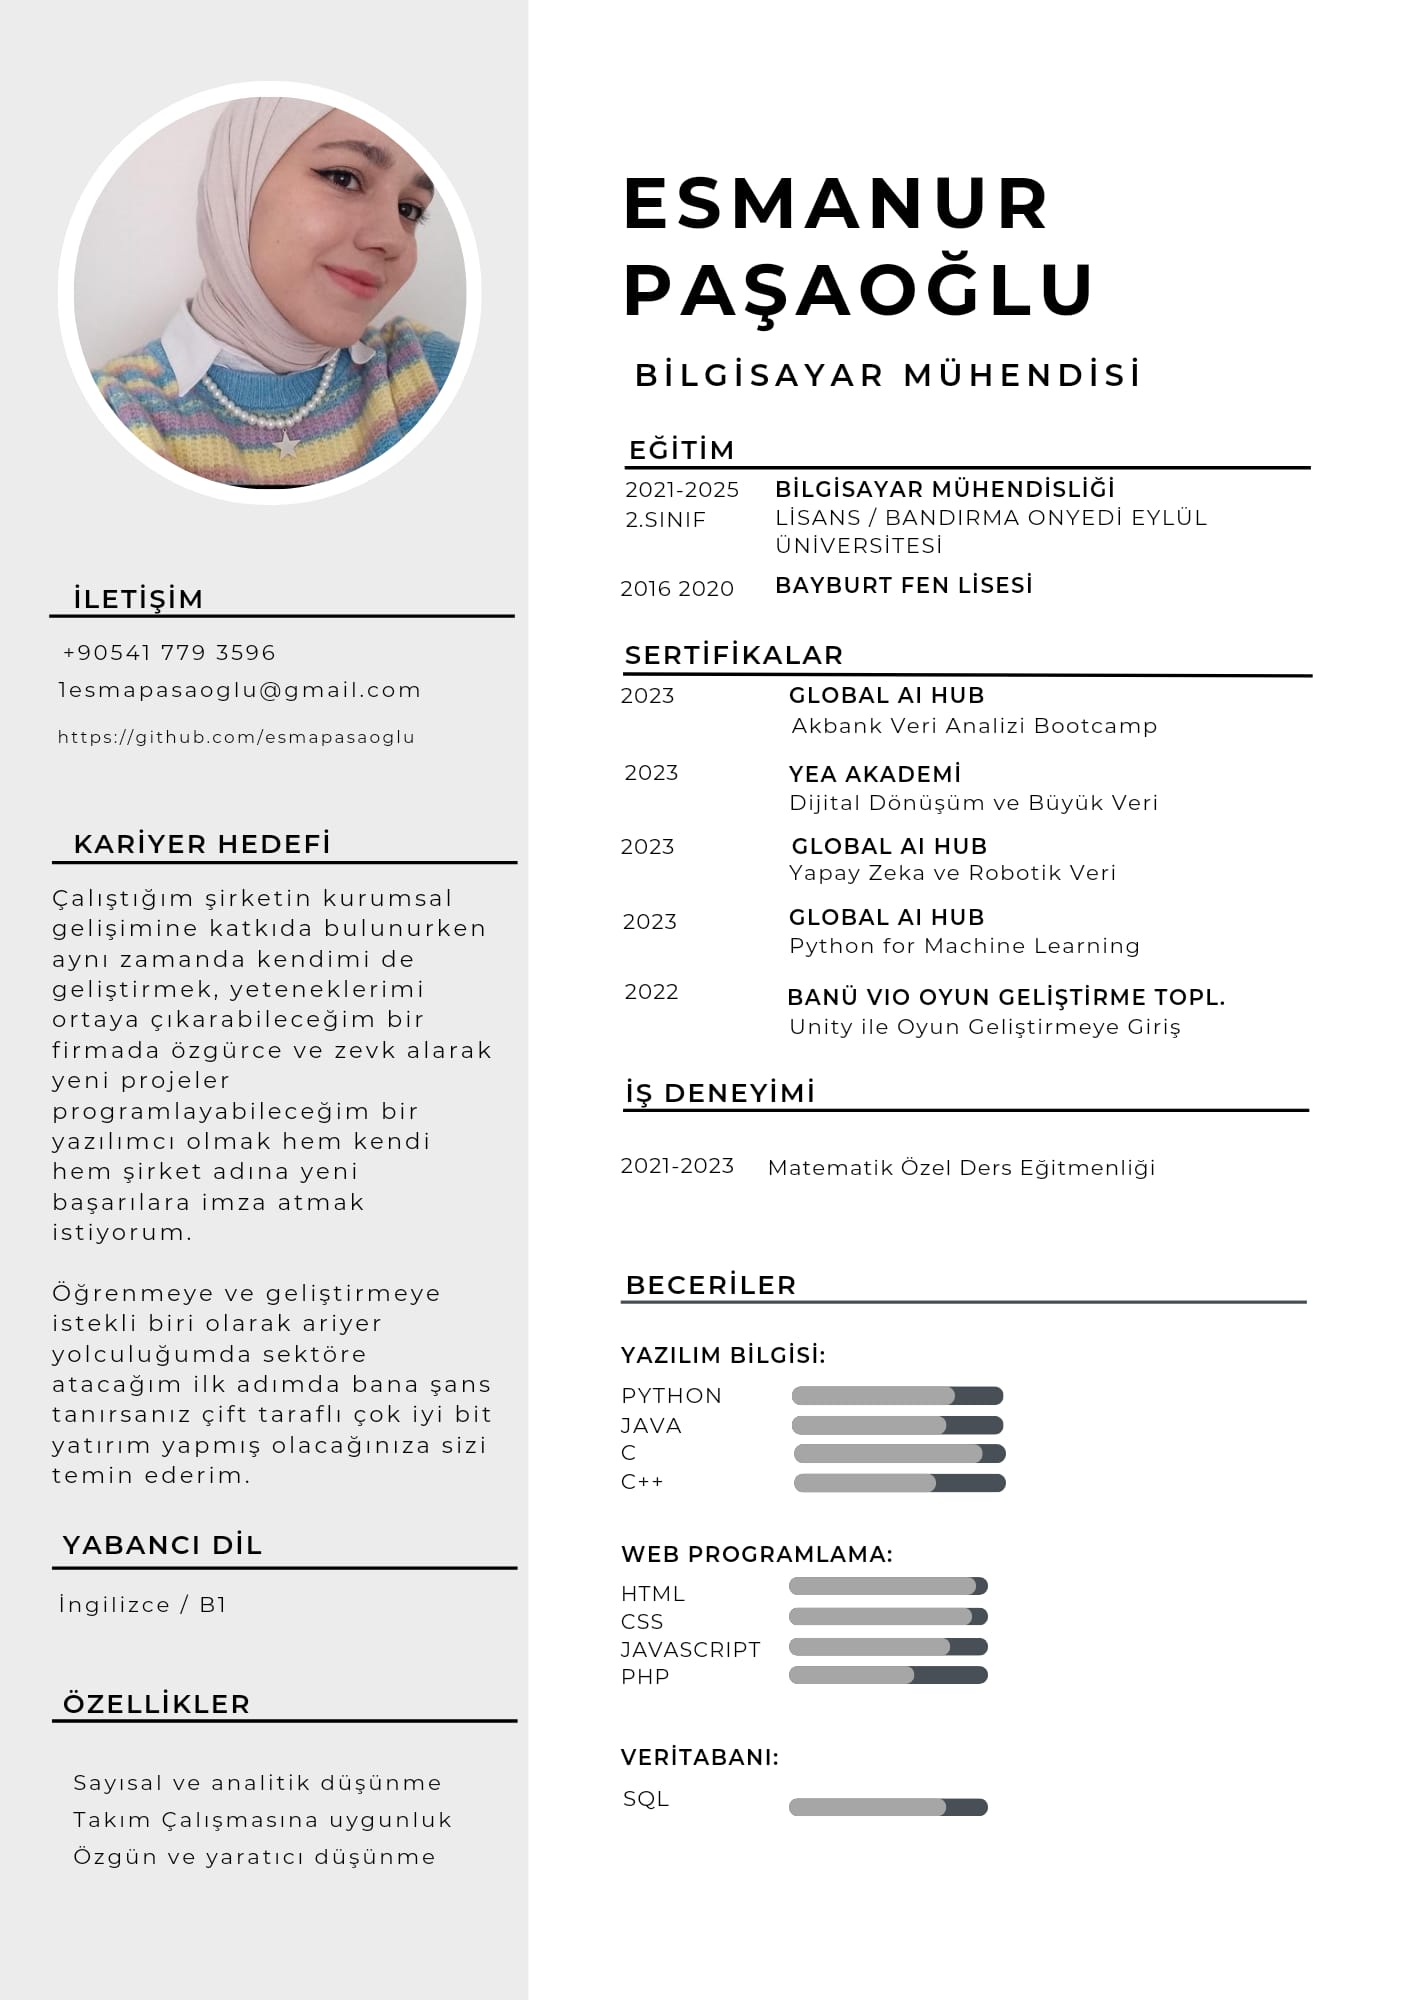 ESMANUR
PAŞAOĞLU
BİLGİSAYAR MÜHENDİSİ
İLETİŞİM
+90541 779 3596
1esmapasaoglu@gmail.com
https://github.com/esmapasaoglu
KARİYER HEDEFİ
Çalıştığım şirketin kurumsal
gelişimine katkıda bulunurken
aynı zamanda kendimi de
geliştirmek, yeteneklerimi
ortaya çıkarabileceğim bir
firmada özgürce ve zevk alarak
yeni projeler
programlayabileceğim bir
yazılımcı olmak hem kendi
hem şirket adına yeni
başarılara imza atmak
istiyorum.
Öğrenmeye ve geliştirmeye
istekli biri olarak ariyer
yolculuğumda sektöre
atacağım ilk adımda bana şans
tanırsanız çift taraflı çok iyi bit
yatırım yapmış olacağınıza sizi
temin ederim.
YABANCI DİL
İngilizce / B1
ÖZELLİKLER
Sayısal ve analitik düşünme
Takım Çalışmasına uygunluk
Özgün ve yaratıcı düşünme
EĞİTİM
2021-2025 BİLGİSAYAR MÜHENDİSLİĞİ
2.SINIF LİSANS / BANDIRMA ONYEDİ EYLÜL
ÜNİVERSİTESİ
2016 2020 BAYBURT FEN LİSESİ
SERTİFİKALAR
2023 GLOBAL AI HUB
Akbank Veri Analizi Bootcamp
2023 YEA AKADEMİ
Dijital Dönüşüm ve Büyük Veri
2023 GLOBAL AI HUB
Yapay Zeka ve Robotik Veri
2023 GLOBAL AI HUB
Python for Machine Learning
2022 BANÜ VIO OYUN GELİŞTİRME TOPL.
Unity ile Oyun Geliştirmeye Giriş
İŞ DENEYİMİ
2021-2023 Matematik Özel Ders Eğitmenliği
BECERİLER
YAZILIM BİLGİSİ:
PYTHON
JAVA
C
C++
WEB PROGRAMLAMA:
HTML
CSS
JAVASCRIPT
PHP
VERİTABANI:
SQL